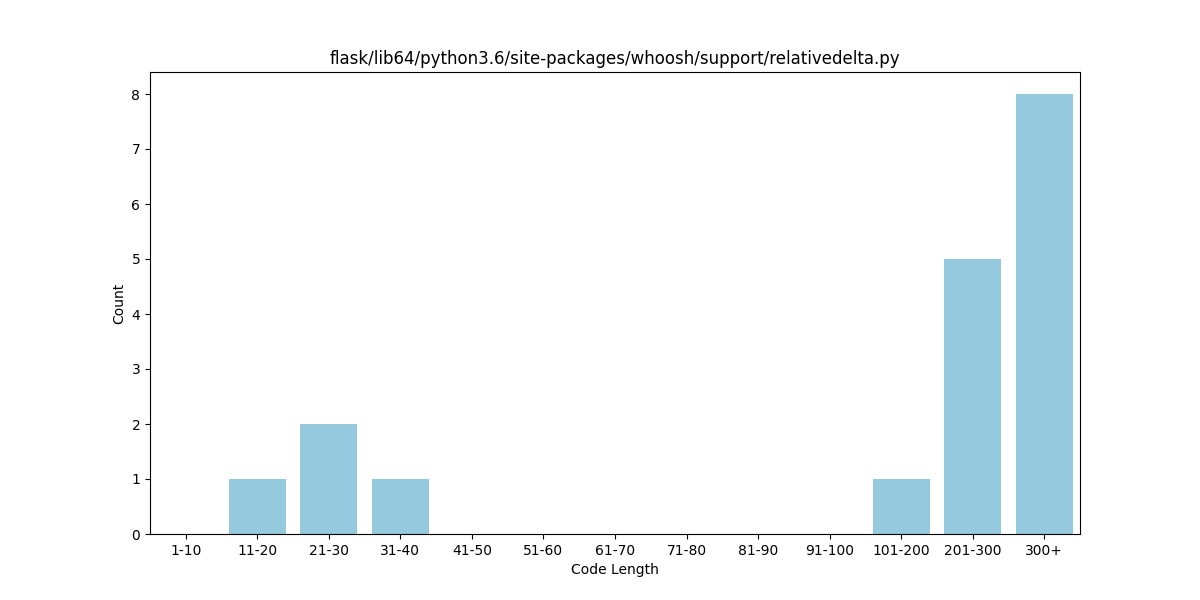 flask/lib64/python3.6/site-packages/whoosh/support/relativedelta.py
8
7
6
5
4
3
2
1
0
Count
1-10 11-20 21-30 31-40 41-50 51-60 61-70 71-80 81-90 91-100 101-200 201-300 300+
Code Length